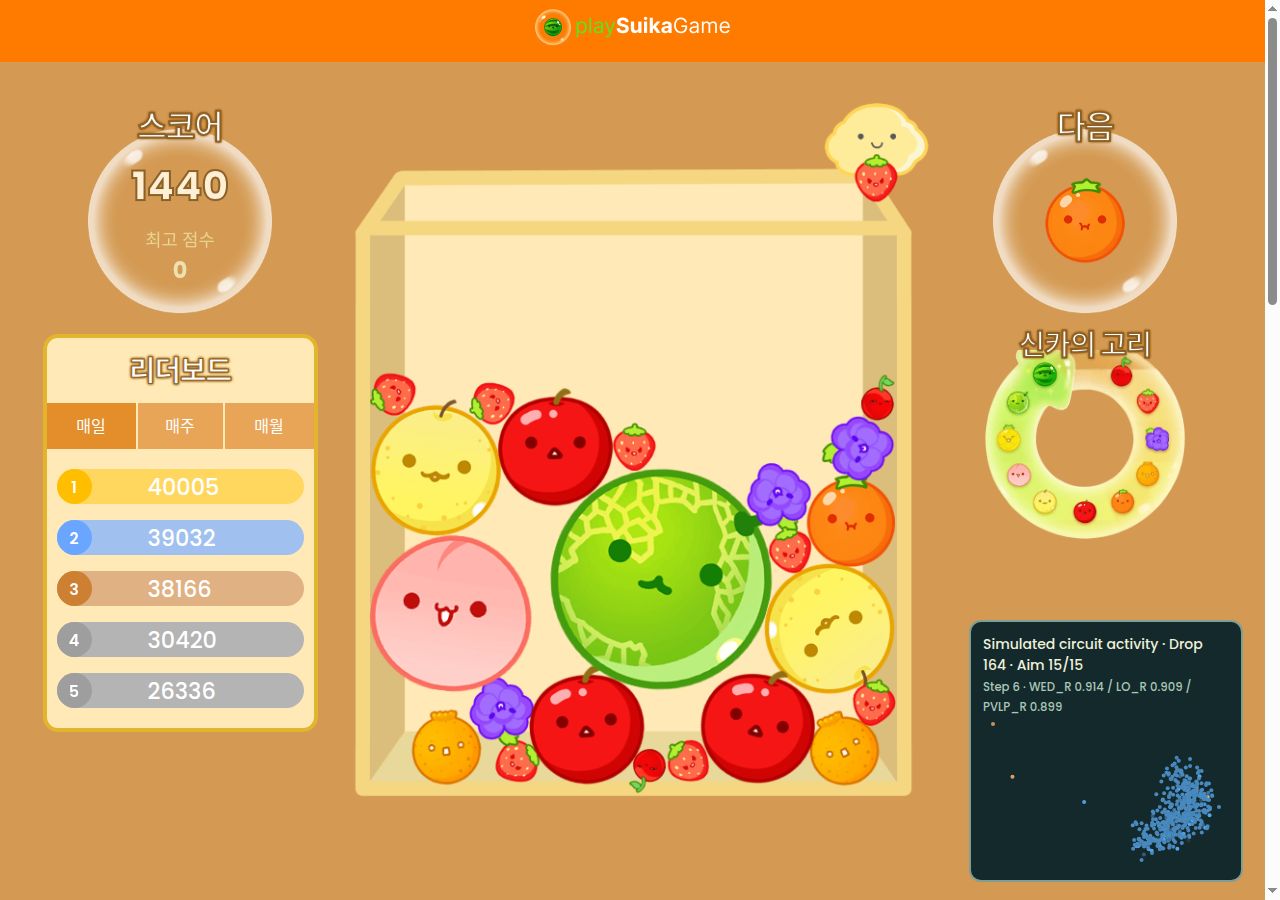 playSuikaGame
스코어
1440
최고 점수
0
다음
리더보드
매일 매주 매월
1 40005
2 39032
3 38166
4 30420
5 26336
신카의 고리
Simulated circuit activity · Drop
164 · Aim 15/15
Step 6 · WED_R 0.914 / LO_R 0.909 /
PVLP_R 0.899